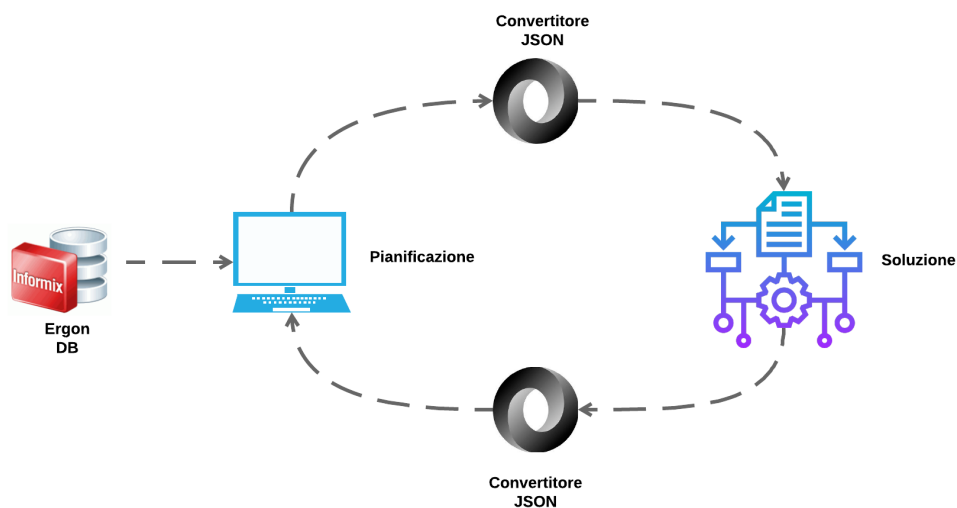 Convertitore
JSON
Informix
Pianificazione
Soluzione
Ergon
DB
Convertitore
JSON